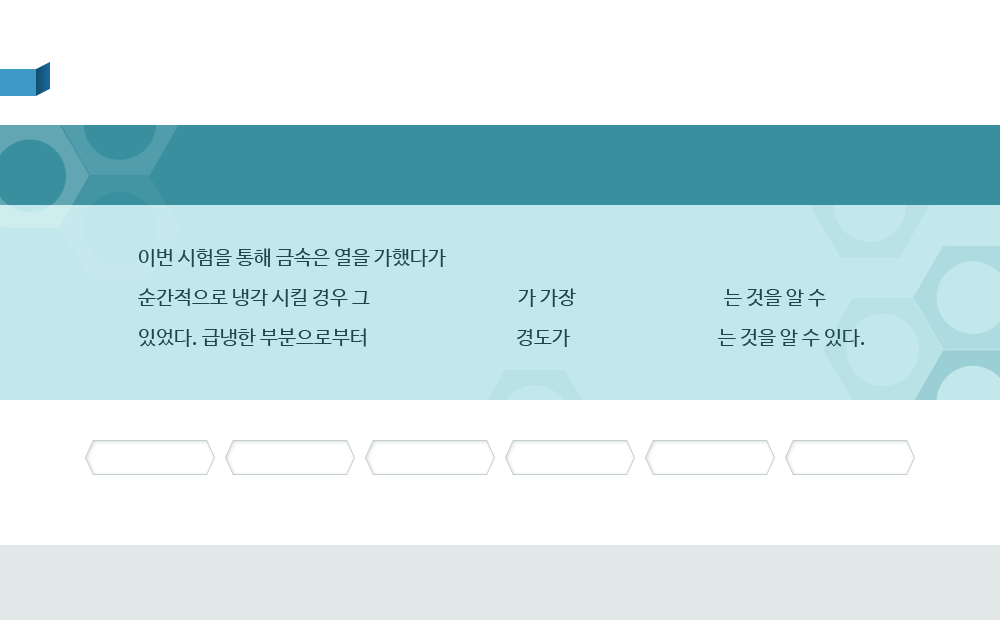 이번 시험을 통해 금속은 열을 가했다가
순간적으로 냉각 시킬 경우 그 가 가장 는 것을 알 수
있었다. 급냉한 부분으로부터 경도가 는 것을 알 수 있다.